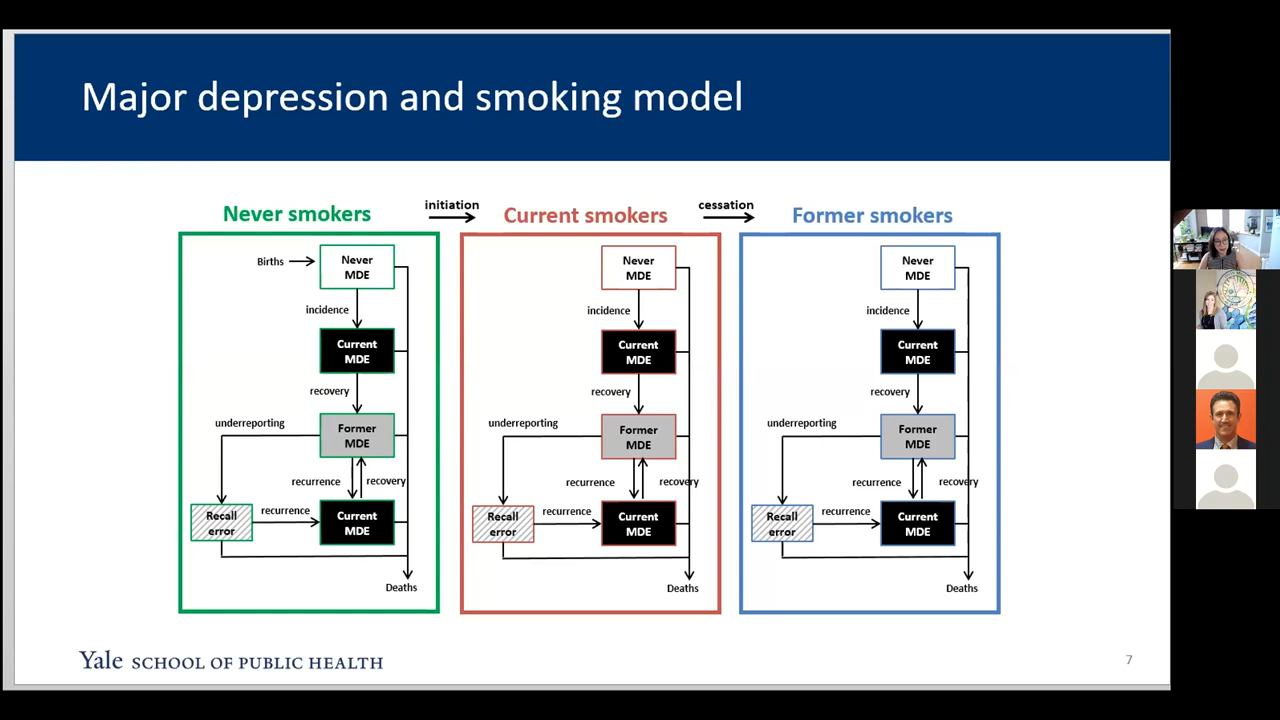 Major depression and smoking model
Never smokers
initiation
Current smokers
cessation
Former smokers
Births
Never
MDE
incidence
Current
MDE
recovery
underreporting
Former
MDE
recurrence
recovery
Recall
error
recurrence
Current
MDE
Deaths
Never
MDE
incidence
Current
MDE
recovery
underreporting
Former
MDE
recurrence
recovery
Recall
error
recurrence
Current
MDE
Deaths
Never
MDE
incidence
Current
MDE
recovery
underreporting
Former
MDE
recurrence
recovery
Recall
error
recurrence
Current
MDE
Deaths
Yale SCHOOL OF PUBLIC HEALTH
7